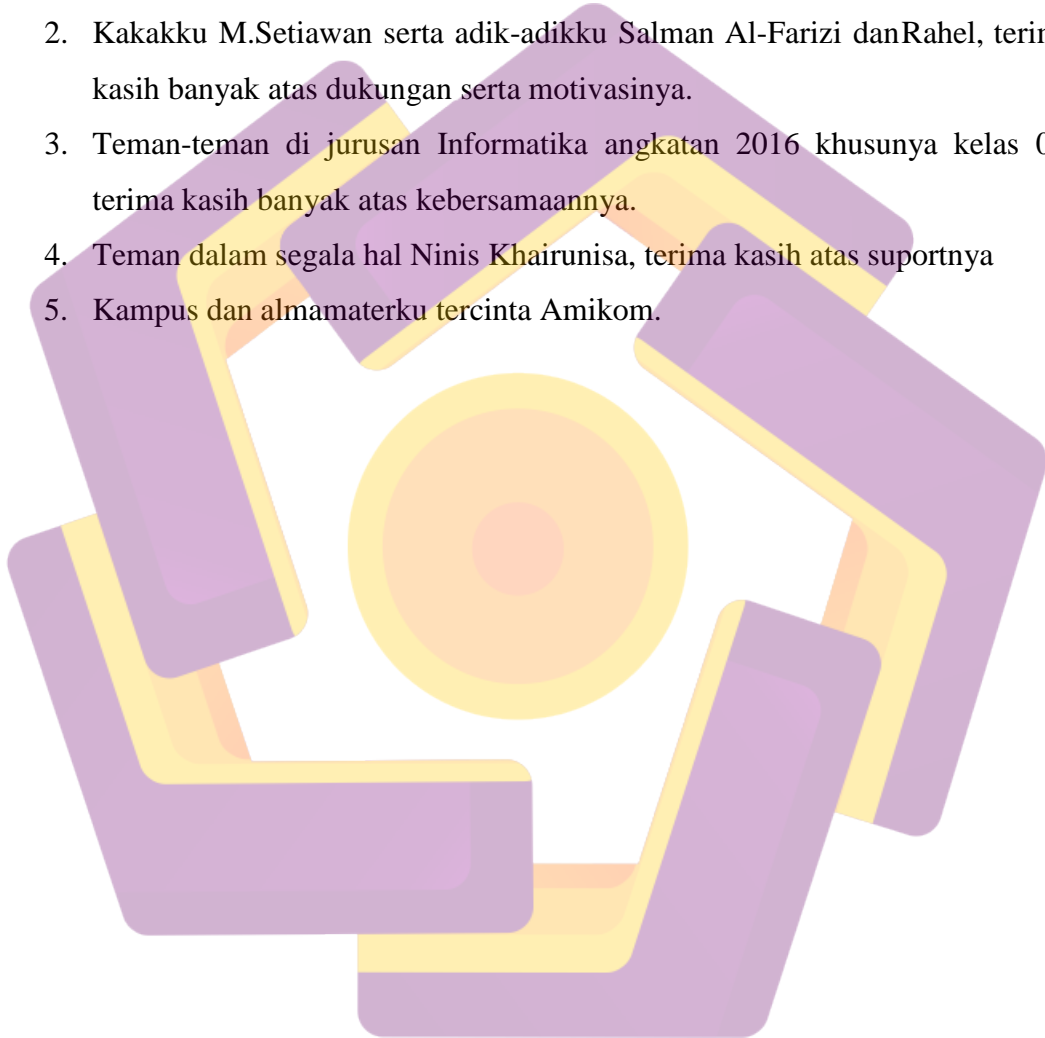 2. Kakakku M.Setiawan serta adik-adikku Salman Al-Farizi danRahel,
kasih banyak atas dukungan serta motivasinya.
3. Teman-teman di jurusan Informatika angkatan 2016 khusunya kelas
terima kasih banyak atas kebersamaannya.
4. Teman dalam segala hal Ninis Khairunisa, terima kasih atas suportnya
5. Kampus dan almamaterku tercinta Amikom.